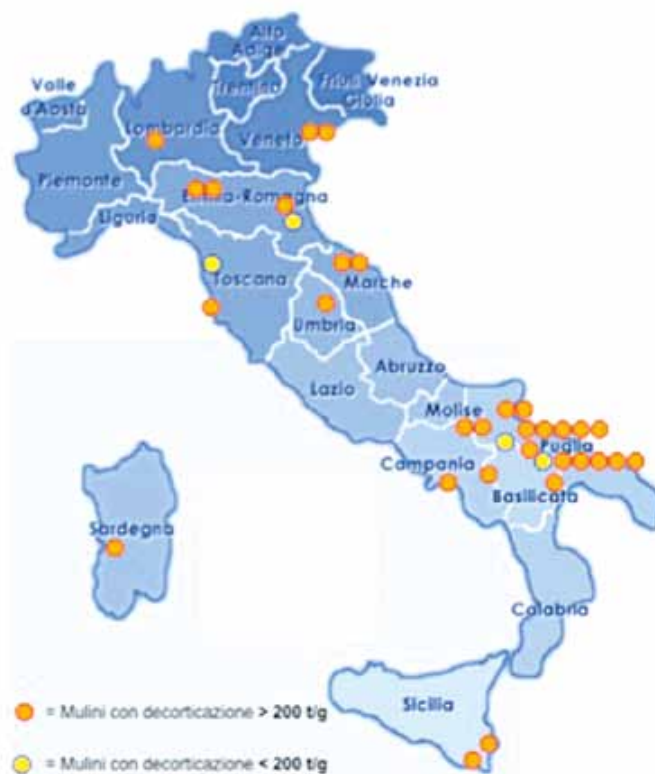 Alto
Adige
Valle
d'Aosta
Trentino
Friuli Venezia
Giulia
Lombardia
Veneto
Piemonte
Emilia-Romagna
Liguria
Toscana
Marche
Umbria
Abruzzo
Lazio
Molise
Puglia
Campania
Basilicata
Sardegna
Calabria
Sicilia
= Mulini con decorticazione > 200 t/g
= Mulini con decorticazione < 200 t/g